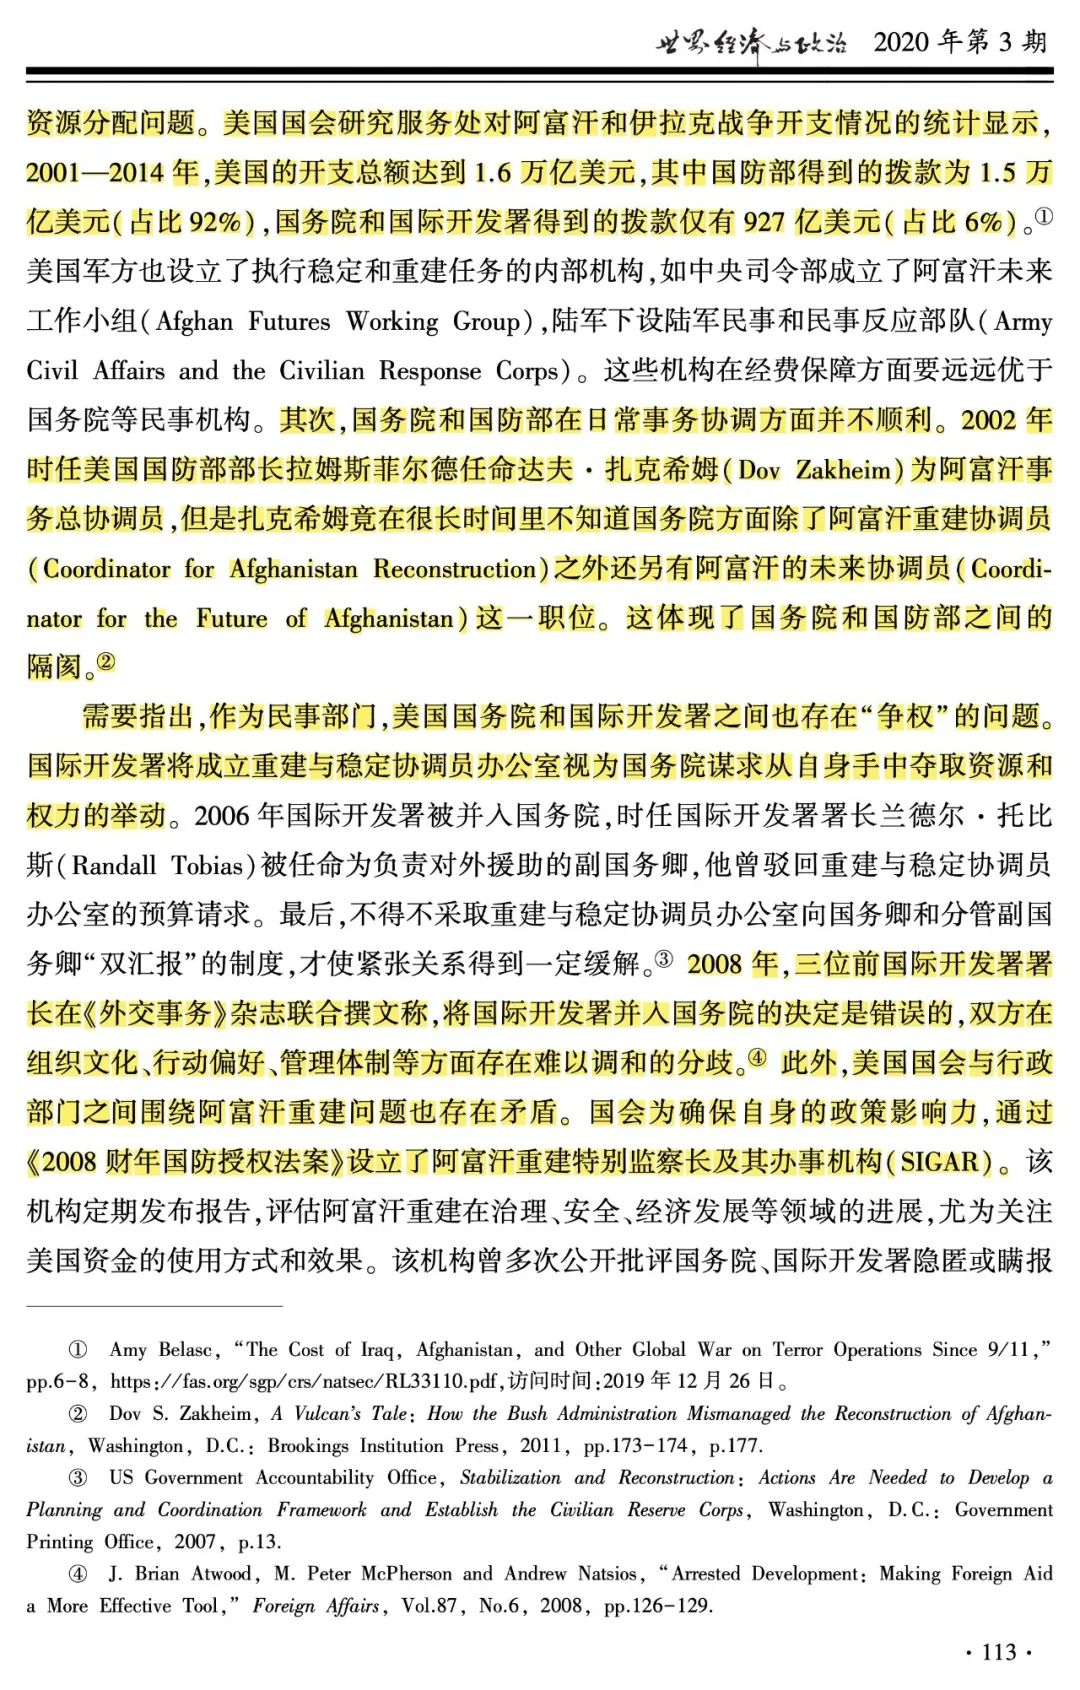 世界经济与政治 2020 年第 3 期
资源分配问题。美国国会研究服务处对阿富汗和伊拉克战争开支情况的统计显示，
2001—2014 年，美国的开支总额达到 1.6 万亿美元，其中国防部得到的拨款为 1.5 万
亿美元(占比 92%)，国务院和国际开发署得到的拨款仅有 927 亿美元(占比 6%)。①
美国军方也设立了执行稳定和重建任务的内部机构，如中央司令部成立了阿富汗未来
工作小组(Afghan Futures Working Group)，陆军下设陆军民事和民事反应部队(Army
Civil Affairs and the Civilian Response Corps)。这些机构在经费保障方面要远远优于
国务院等民事机构。其次，国务院和国防部在日常事务协调方面并不顺利。2002 年
时任美国国防部部长拉姆斯菲尔德任命达夫·扎克希姆(Dov Zakheim)为阿富汗事
务总协调员，但是扎克希姆竟在很长时间里不知道国务院方面除了阿富汗重建协调员
(Coordinator for Afghanistan Reconstruction)之外还另有阿富汗的未来协调员(Coordi-
nator for the Future of Afghanistan)这一职位。这体现了国务院和国防部之间的
隔阂。②
需要指出，作为民事部门，美国国务院和国际开发署之间也存在“争权”的问题。
国际开发署将成立重建与稳定协调员办公室视为国务院谋求从自身手中夺取资源和
权力的举动。2006 年国际开发署被并入国务院，时任国际开发署署长兰德尔·托比
斯(Randall Tobias)被任命为负责对外援助的副国务卿，他曾驳回重建与稳定协调员
办公室的预算请求。最后，不得不采取重建与稳定协调员办公室向国务卿和分管副国
务卿“双汇报”的制度，才使紧张关系得到一定缓解。③ 2008 年，三位前国际开发署署
长在《外交事务》杂志联合撰文称，将国际开发署并入国务院的决定是错误的，双方在
组织文化、行动偏好、管理体制等方面存在难以调和的分歧。④ 此外，美国国会与行政
部门之间围绕阿富汗重建问题也存在矛盾。国会为确保自身的政策影响力，通过
《2008 财年国防授权法案》设立了阿富汗重建特别监察长及其办事机构(SIGAR)。该
机构定期发布报告，评估阿富汗重建在治理、安全、经济发展等领域的进展，尤为关注
美国资金的使用方式和效果。该机构曾多次公开批评国务院、国际开发署隐匿或瞒报
① Amy Belasc, “The Cost of Iraq, Afghanistan, and Other Global War on Terror Operations Since 9/11,”
pp.6-8, https://fas.org/sgp/crs/natsec/RL33110.pdf,访问时间:2019 年 12 月 26 日。
② Dov S. Zakheim, A Vulcan’s Tale: How the Bush Administration Mismanaged the Reconstruction of Afghan-
istan, Washington, D.C.: Brookings Institution Press, 2011, pp.173-174, p.177.
③ US Government Accountability Office, Stabilization and Reconstruction: Actions Are Needed to Develop a
Planning and Coordination Framework and Establish the Civilian Reserve Corps, Washington, D.C.: Government
Printing Office, 2007, p.13.
④ J. Brian Atwood, M. Peter McPherson and Andrew Natsios, “Arrested Development: Making Foreign Aid
a More Effective Tool,” Foreign Affairs, Vol.87, No.6, 2008, pp.126-129.
· 113 ·